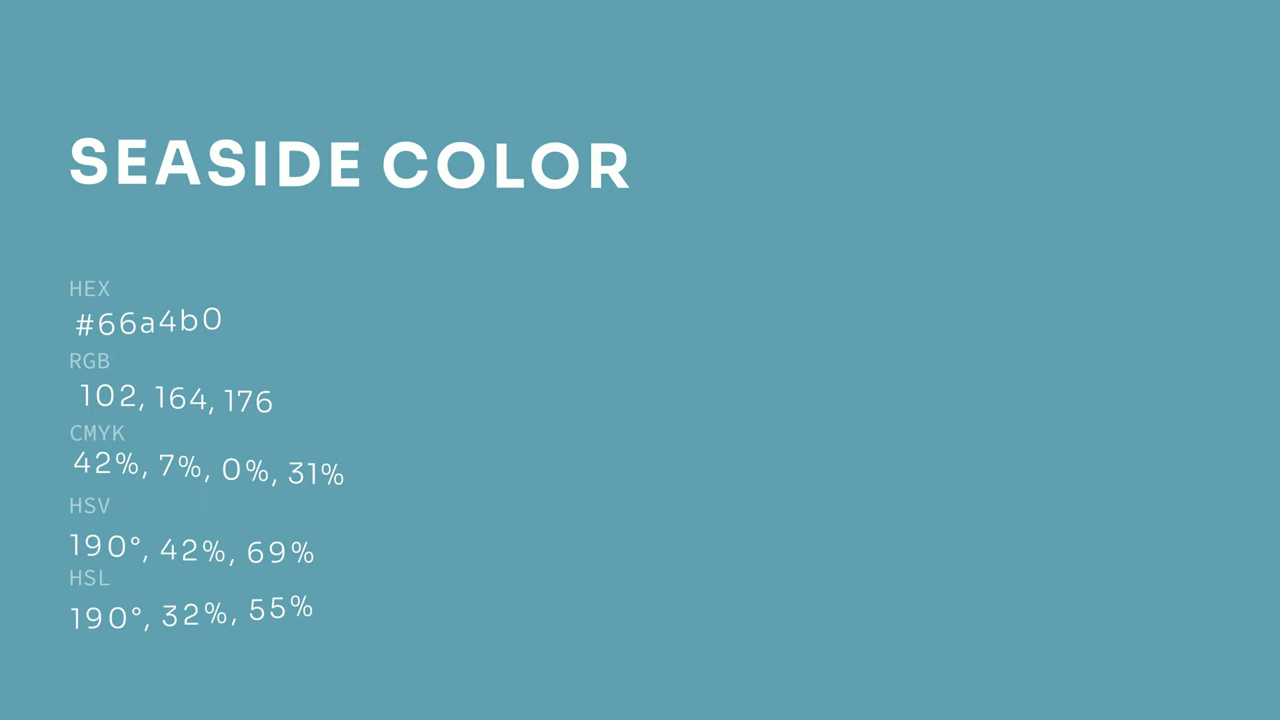 SEASIDE COLOR
HEX
#66a4b0
RGB
102, 164, 176
CMYK
42%, 7%, 0%, 31%
HSV
190°, 42%, 69%
HSL
190°, 32%, 55%